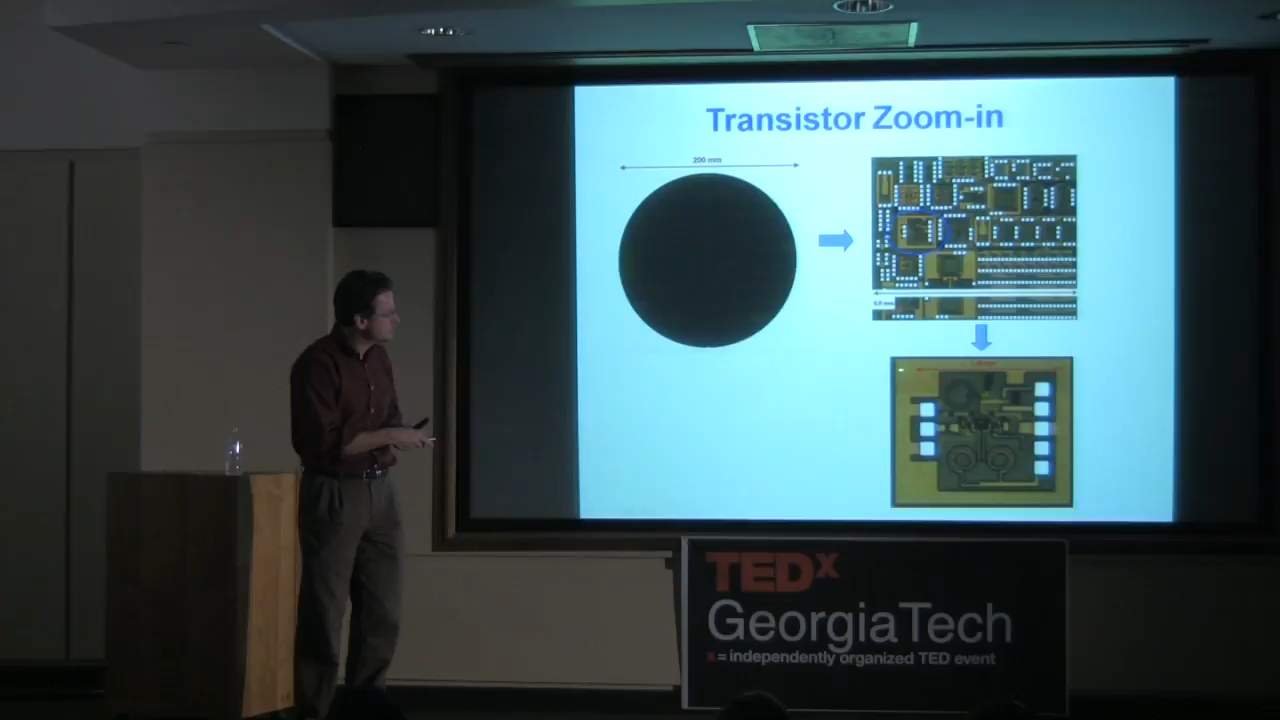 Transistor Zoom-in
200 mm
TEDx
GeorgiaTech
x = independently organized TED event